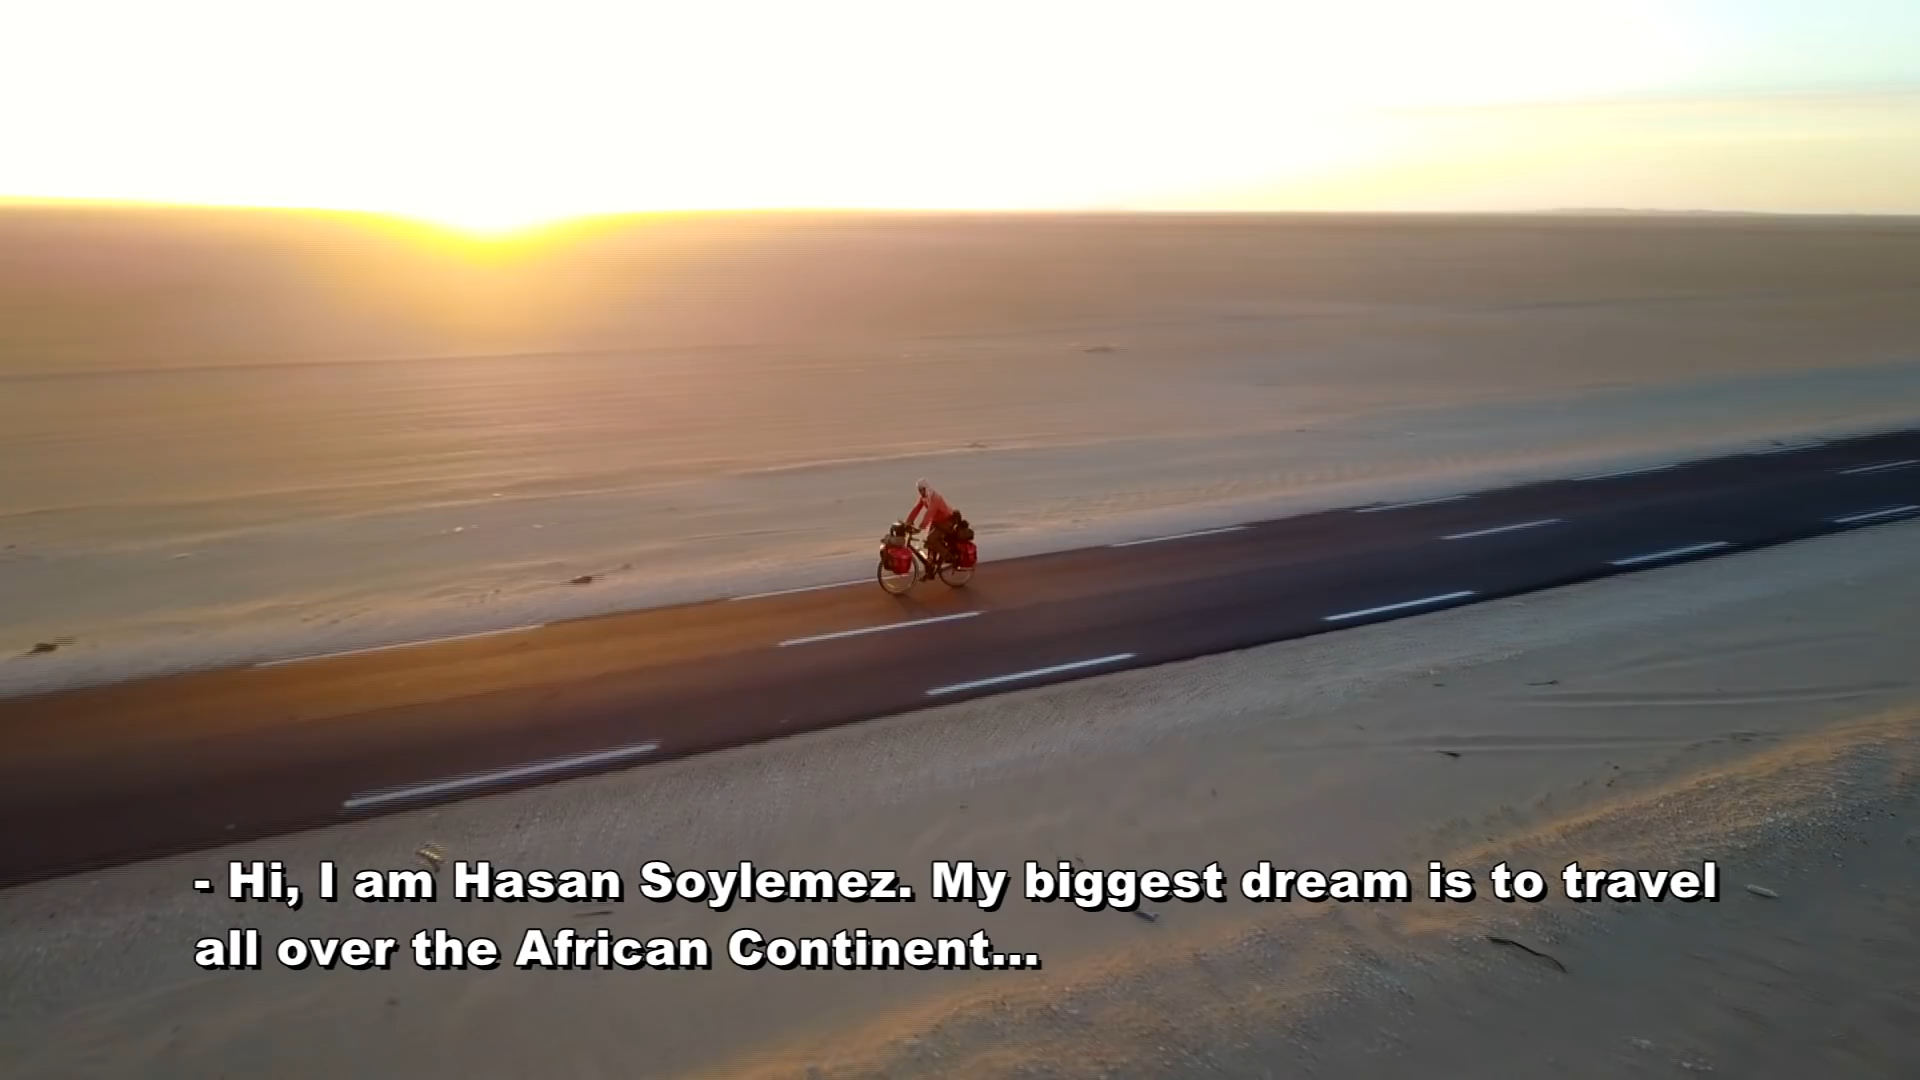 - Hi, I am Hasan Soylemez. My biggest dream is to travel
all over the African Continent...